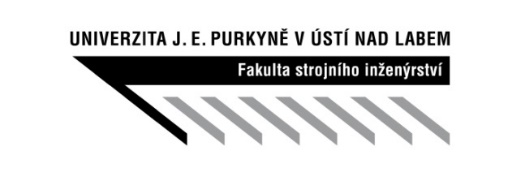 UNIVERZITA J. E. PURKYNĚ V ÚSTÍ NAD LABEM
Fakulta strojního inženýrství